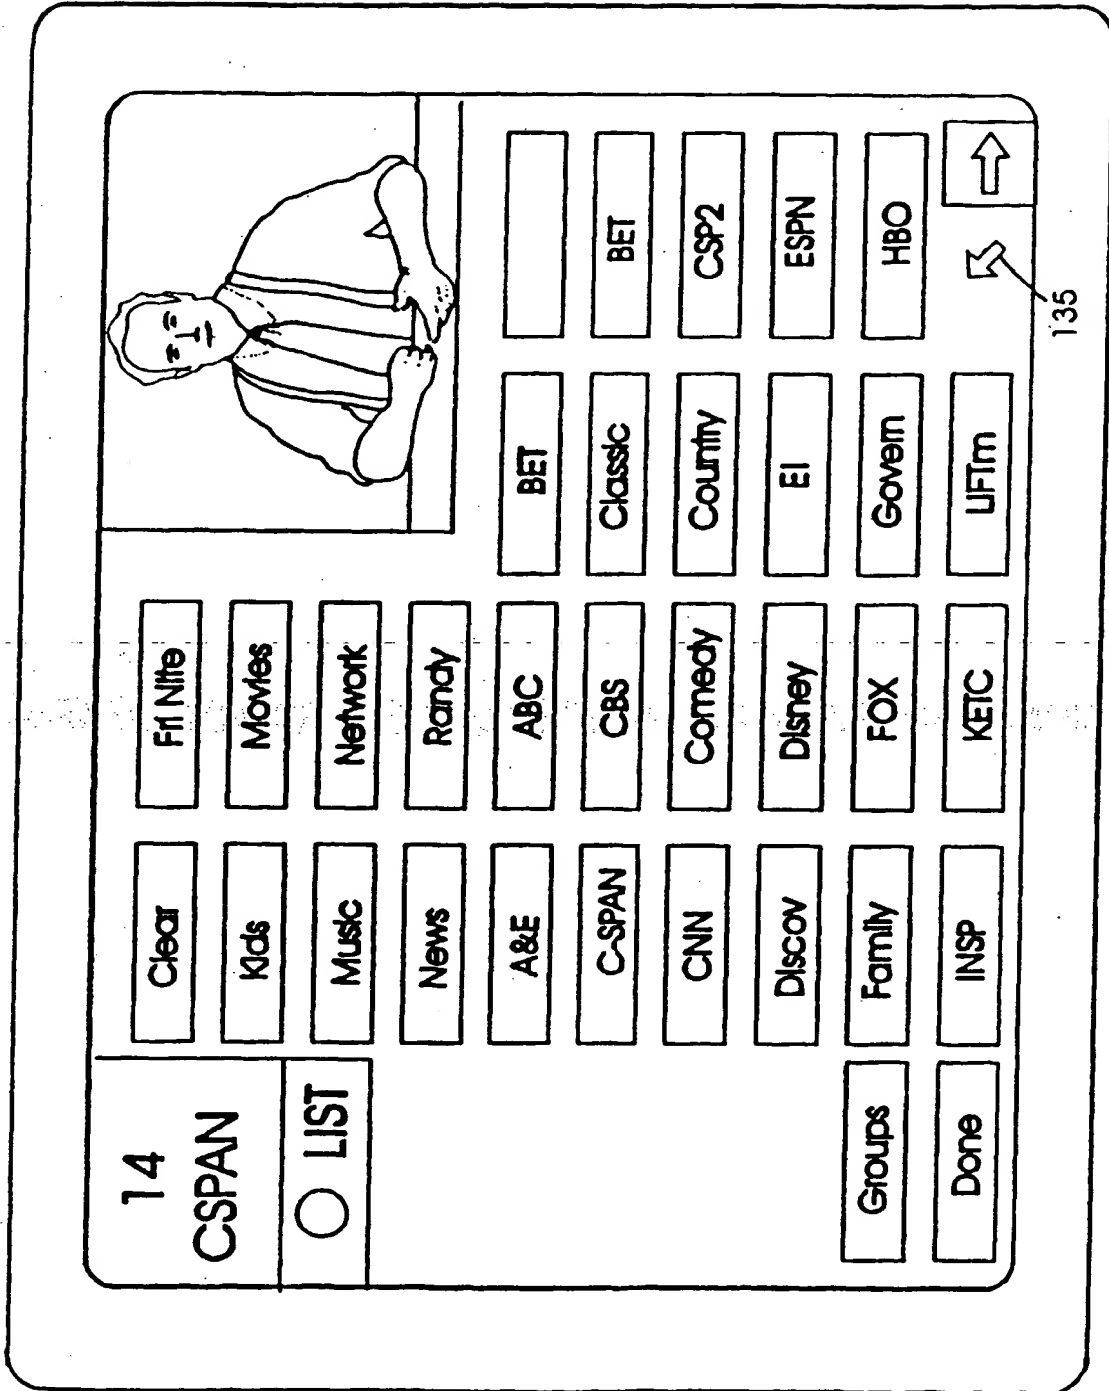 14
CSPAN
LIST
Clear Fri Nite
Kids Movies
Music Network
News Randy
A&E ABC BET
C-SPAN CBS Classic BET
CNN Comedy Country CSP2
Discov Disney EI ESPN
Groups Family FOX Govern HBO
Done INSP KETC LIFTm
135